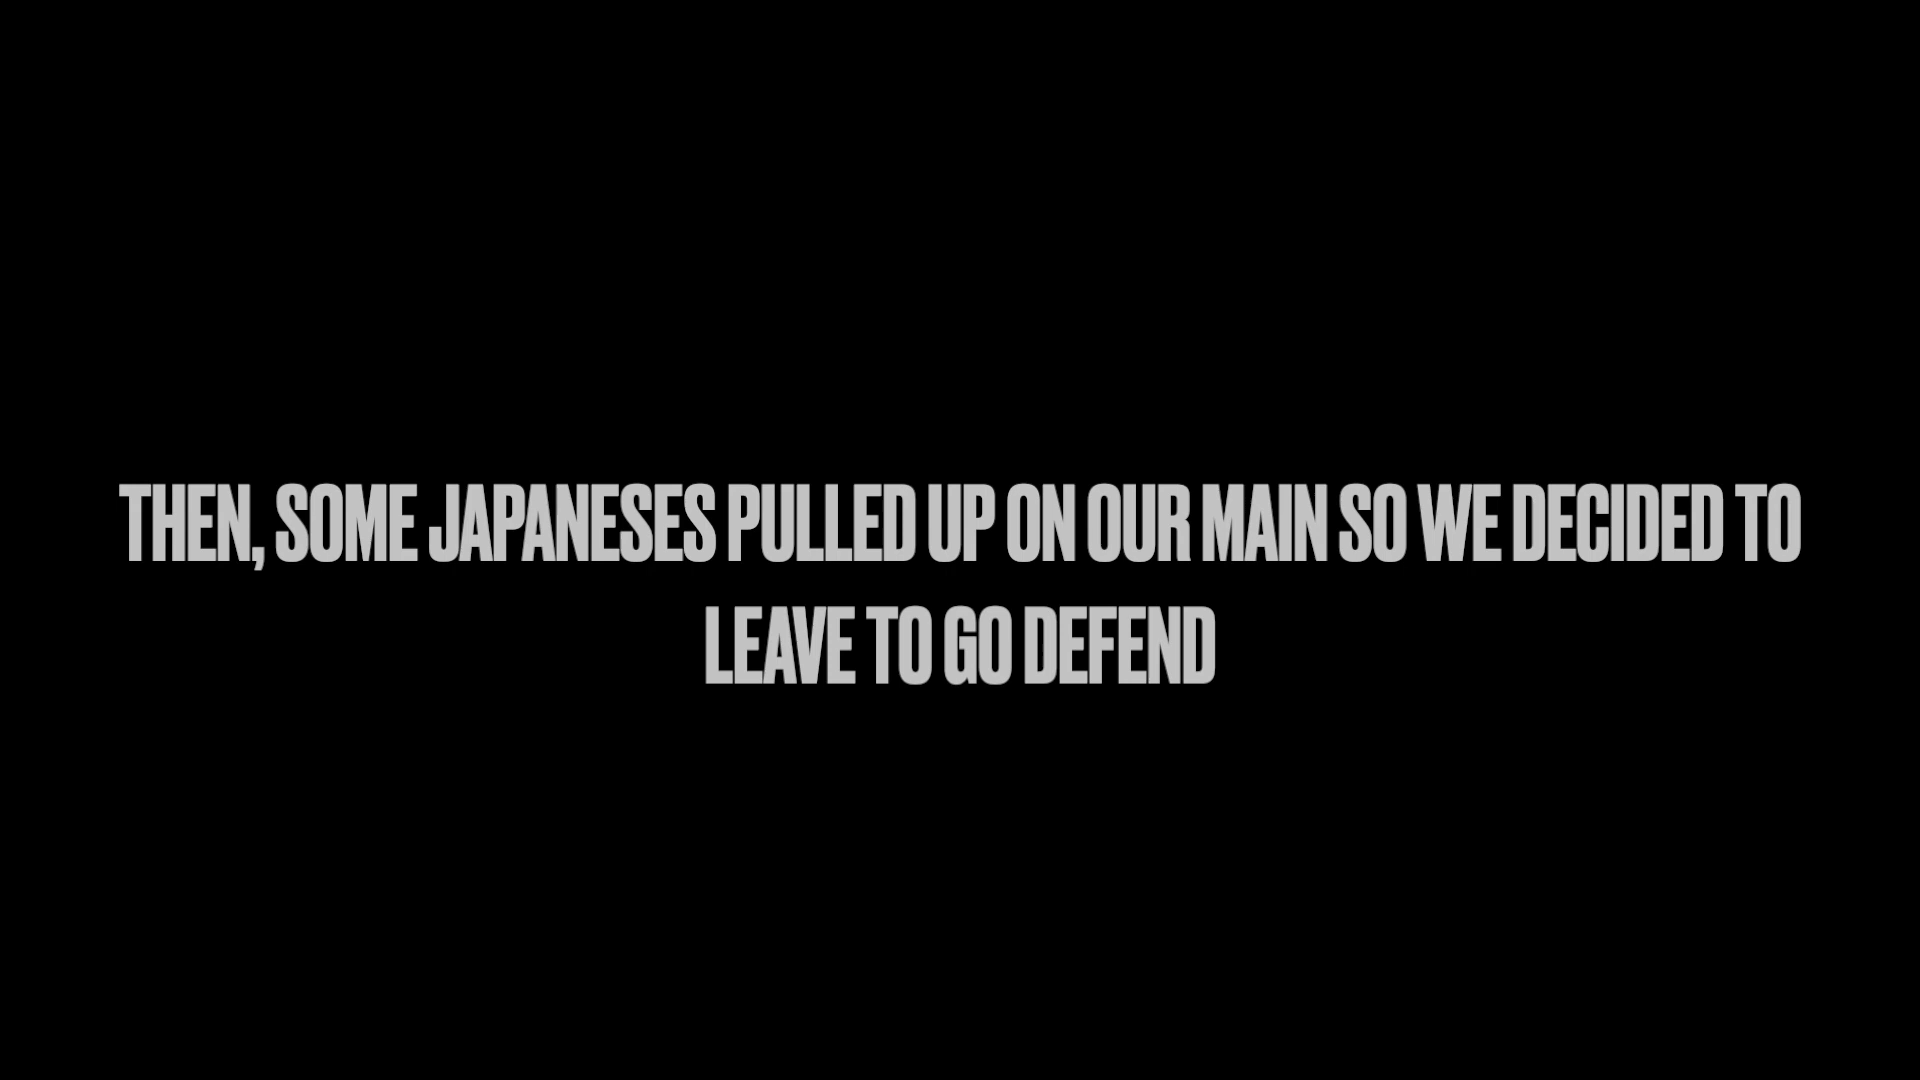 THEN, SOME JAPANESES PULLED UP ON OUR MAIN SO WE DECIDED TO
LEAVE TO GO DEFEND